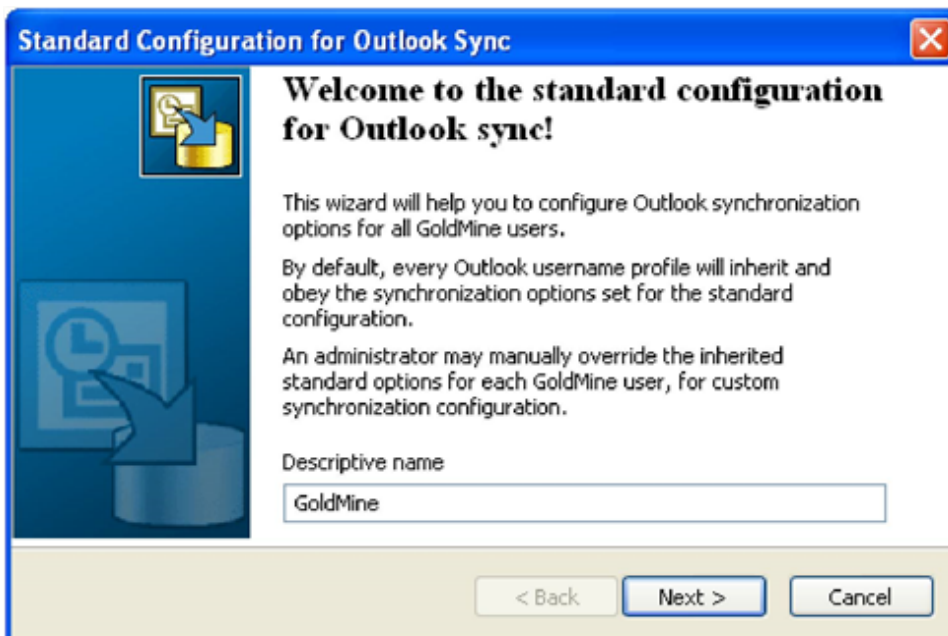 Standard Configuration for Outlook Sync
Welcome to the standard configuration
for Outlook sync!
This wizard will help you to configure Outlook synchronization
options for all GoldMine users.
By default, every Outlook username profile will inherit and
obey the synchronization options set for the standard
configuration.
An administrator may manually override the inherited
standard options for each GoldMine user, for custom
synchronization configuration.
Descriptive name
GoldMine
< Back
Next >
Cancel